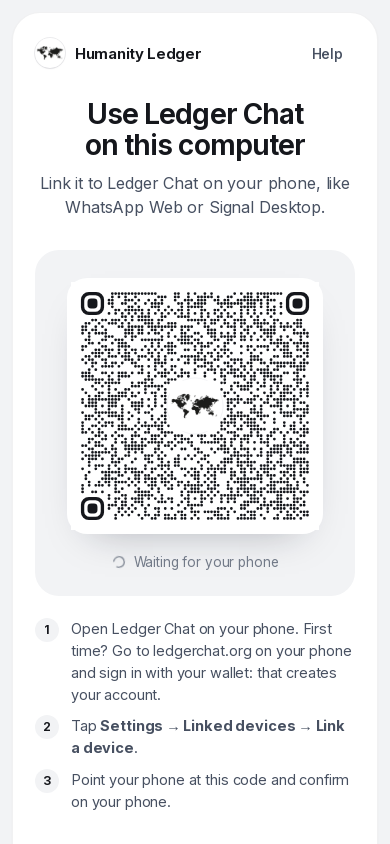 Humanity Ledger
Help
Use Ledger Chat
on this computer
Link it to Ledger Chat on your phone, like
WhatsApp Web or Signal Desktop.
Waiting for your phone
1 Open Ledger Chat on your phone. First
time? Go to ledgerchat.org on your phone
and sign in with your wallet: that creates
your account.
2 Tap Settings → Linked devices → Link
a device.
3 Point your phone at this code and confirm
on your phone.